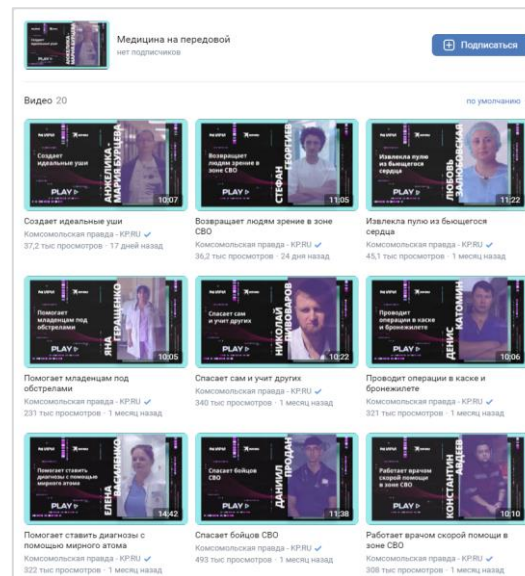 Медицина на передовой
нет подписчиков
Подписаться
Видео 20
по умолчанию
Создает
идеальные уши
АНЖЕЛИКА -
МАРИЯ БУРЦЕВА
PLAY
10:07
Возвращает
людям зрение в
зоне СВО
СТЕФАН ГЕОРГИЕВ
PLAY
11:05
Извлекла пулю
из бьющегося
сердца
ЛЮБОВЬ
PLAY
11:22
Создает идеальные уши
Комсомольская правда - KP.RU
37,2 тыс просмотров · 17 дней назад
Возвращает людям зрение в зоне
СВО
Комсомольская правда - KP.RU
36,2 тыс просмотров · 24 дня назад
Извлекла пулю из бьющегося
сердца
Комсомольская правда - KP.RU
45,1 тыс просмотров · 1 месяц назад
Помогает
младенцам под
обстрелами
ЯНА
ГЕРАЩЕНКО
PLAY
10:05
Спасает сам
и учит других
НИКОЛАЙ
ПИВОВАРОВ
PLAY
10:22
Проводит
операции в каске
и бронежилете
ДЕНИС
КАТОМИН
PLAY
10:06
Помогает младенцам под
обстрелами
Комсомольская правда - KP.RU
231 тыс просмотров · 1 месяц назад
Спасает сам и учит других
Комсомольская правда - KP.RU
340 тыс просмотров · 1 месяц назад
Проводит операции в каске и
бронежилете
Комсомольская правда - KP.RU
321 тыс просмотров · 1 месяц назад
Помогает ставить
диагнозы с помощью
мирного атома
ЕЛЕНА
ВАСИЛЕНКО
PLAY
14:42
Спасает бойцов
СВО
ДАНИИЛ
ПРОДАН
PLAY
11:38
Работает врачом
скорой помощи
в зоне СВО
КОНСТАНТИН
АВДЕЕВ
PLAY
10:10
Помогает ставить диагнозы с
помощью мирного атома
Комсомольская правда - KP.RU
322 тыс просмотров · 1 месяц назад
Спасает бойцов СВО
Комсомольская правда - KP.RU
493 тыс просмотров · 1 месяц назад
Работает врачом скорой помощи в
зоне СВО
Комсомольская правда - KP.RU
308 тыс просмотров · 1 месяц назад